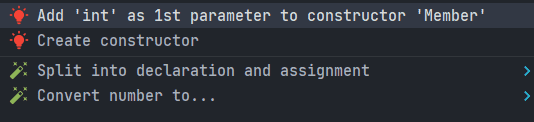 Add 'int' as 1st parameter to constructor 'Member'
Create constructor
Split into declaration and assignment
Convert number to...